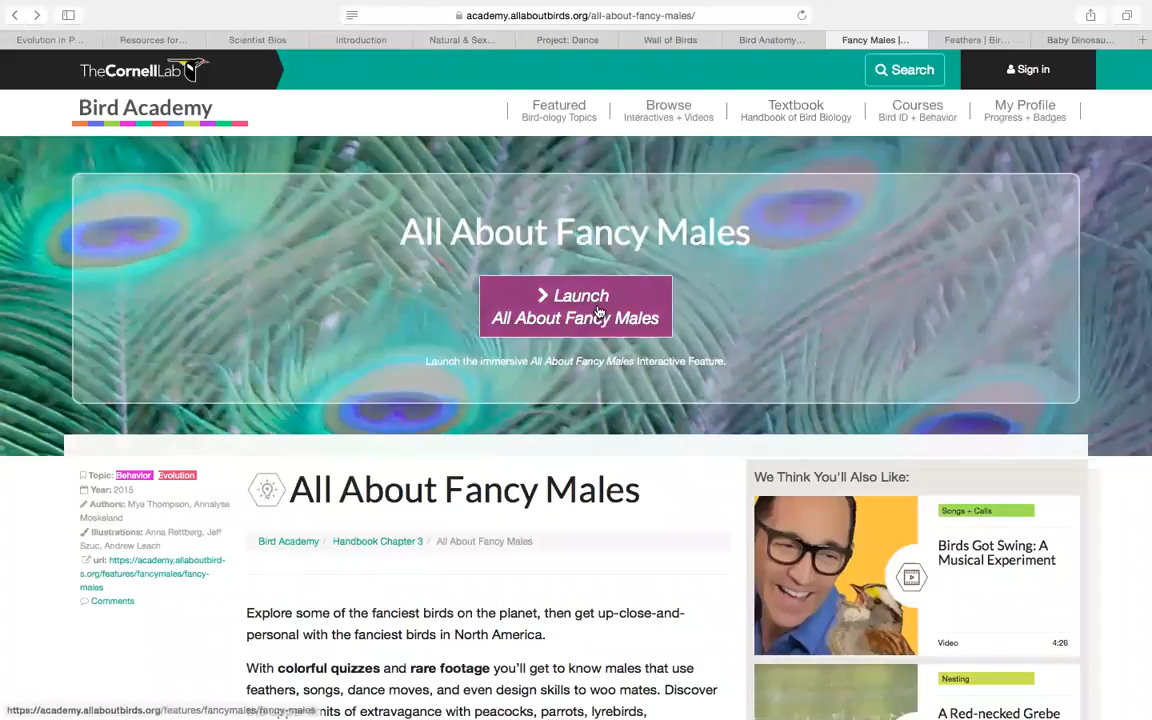 academy.allaboutbirds.org/all-about-fancy-males/
Evolution in P...
Resources for...
Scientist Bios
Introduction
Natural & Sex...
Project: Dance
Wall of Birds
Bird Anatomy...
Fancy Males |...
Feathers | Bir...
Baby Dinosau...
TheCornellLab
Search
Sign in
Bird Academy
Featured
Bird-ology Topics
Browse
Interactives + Videos
Textbook
Handbook of Bird Biology
Courses
Bird ID + Behavior
My Profile
Progress + Badges
All About Fancy Males
Launch
All About Fancy Males
Launch the immersive All About Fancy Males Interactive Feature.
Topic: Behavior Evolution
Year: 2015
Authors: Mya Thompson, Annalyse
Moskeland
Illustrations: Anna Rettberg, Jeff
Szuc, Andrew Leach
url: https://academy.allaboutbird-
s.org/features/fancymales/fancy-
males
Comments
All About Fancy Males
Bird Academy / Handbook Chapter 3 / All About Fancy Males
Explore some of the fanciest birds on the planet, then get up-close-and-
personal with the fanciest birds in North America.
With colorful quizzes and rare footage you'll get to know males that use
feathers, songs, dance moves, and even design skills to woo mates. Discover
mits of extravagance with peacocks, parrots, lyrebirds,
We Think You'll Also Like:
Songs + Calls
Birds Got Swing: A
Musical Experiment
Video
4:26
Nesting
A Red-necked Grebe
https://academy.allaboutbirds.org/features/fancymales/fancy-males